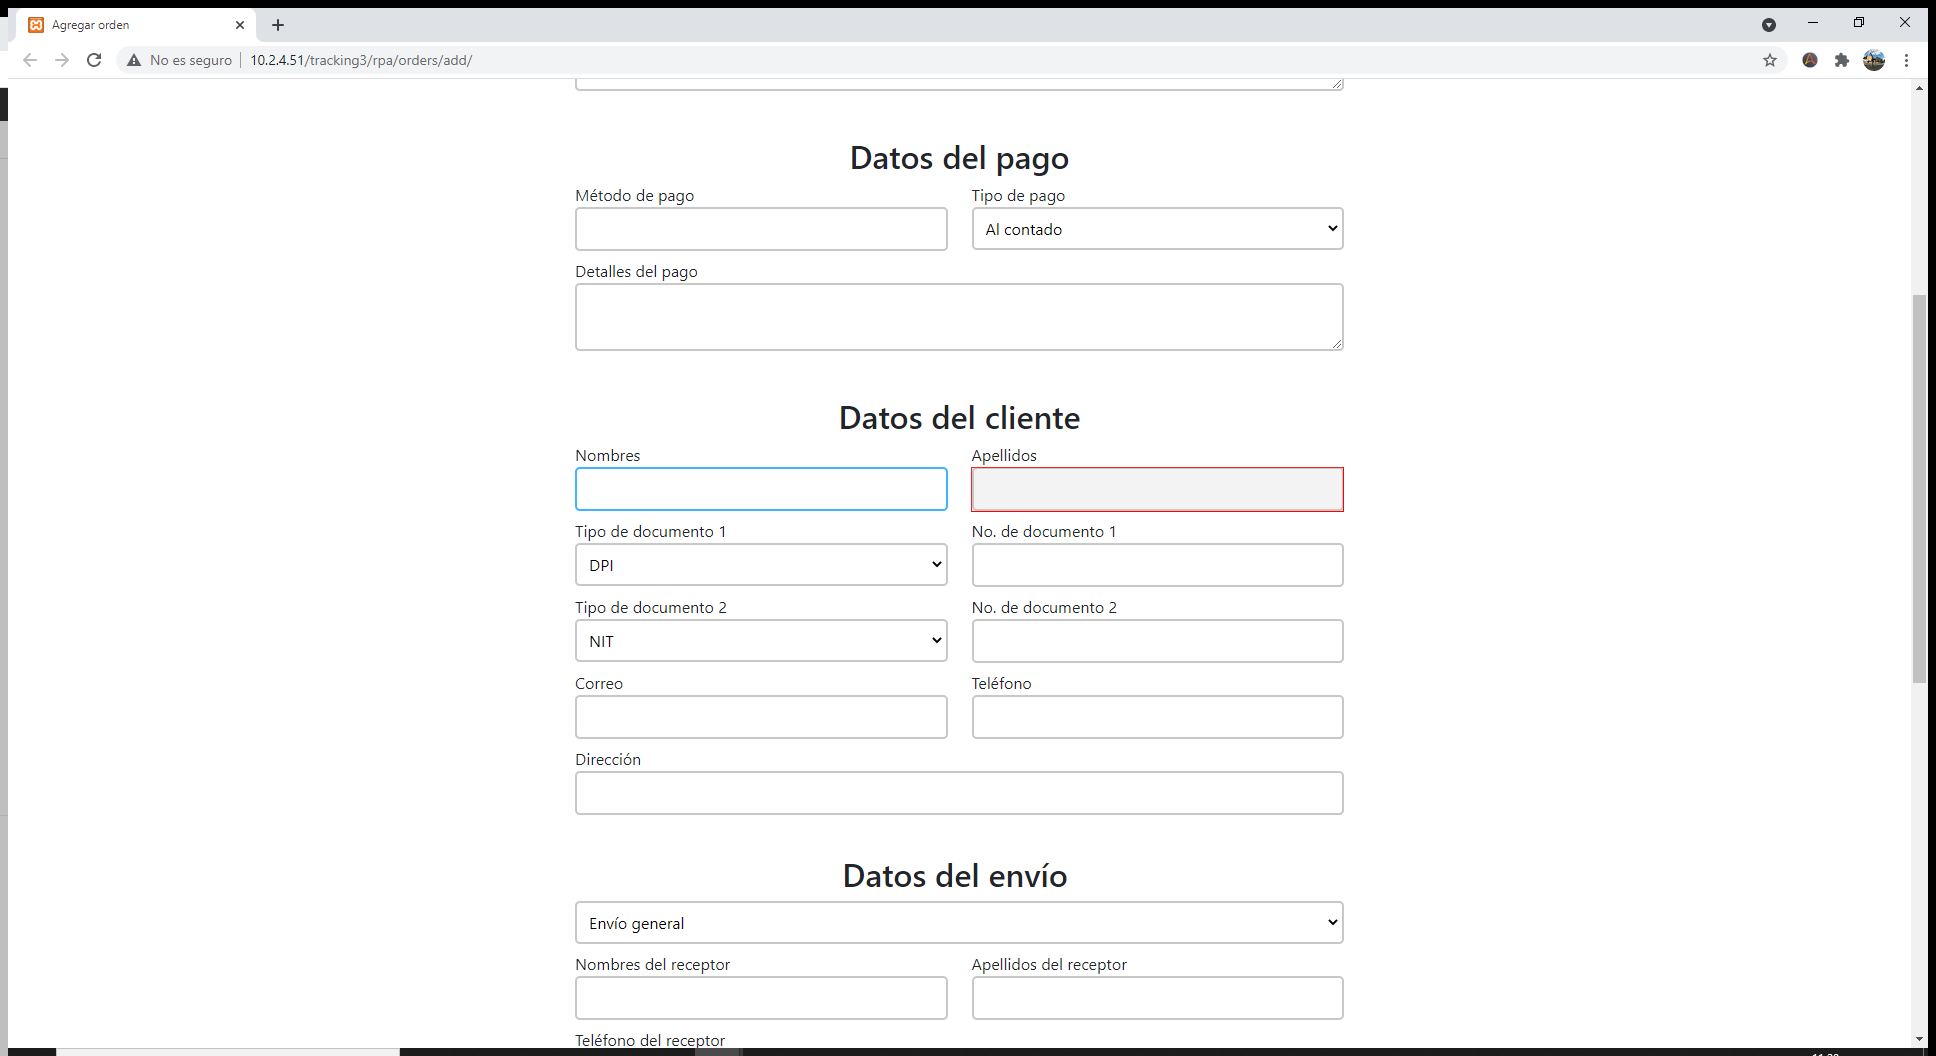 Agregar orden
No es seguro 10.2.4.51/tracking3/rpa/orders/add/
Datos del pago
Método de pago Tipo de pago
Al contado
Detalles del pago
Datos del cliente
Nombres Apellidos
Tipo de documento 1 No. de documento 1
DPI
Tipo de documento 2 No. de documento 2
NIT
Correo Teléfono
Dirección
Datos del envío
Envío general
Nombres del receptor Apellidos del receptor
Teléfono del receptor